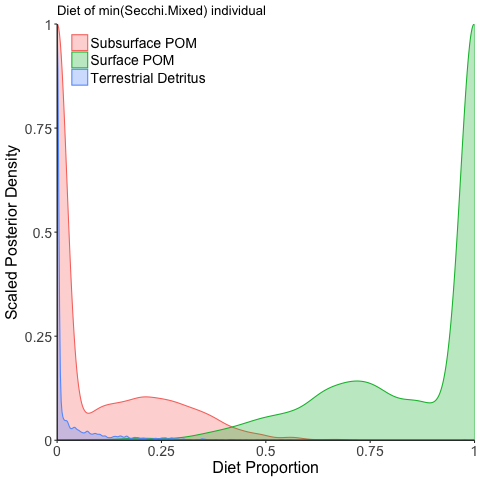 Diet of min(Secchi.Mixed) individual
Subsurface POM
Surface POM
Terrestrial Detritus
Scaled Posterior Density
1
0.75
0.5
0.25
0
0
0.25
0.5
0.75
1
Diet Proportion